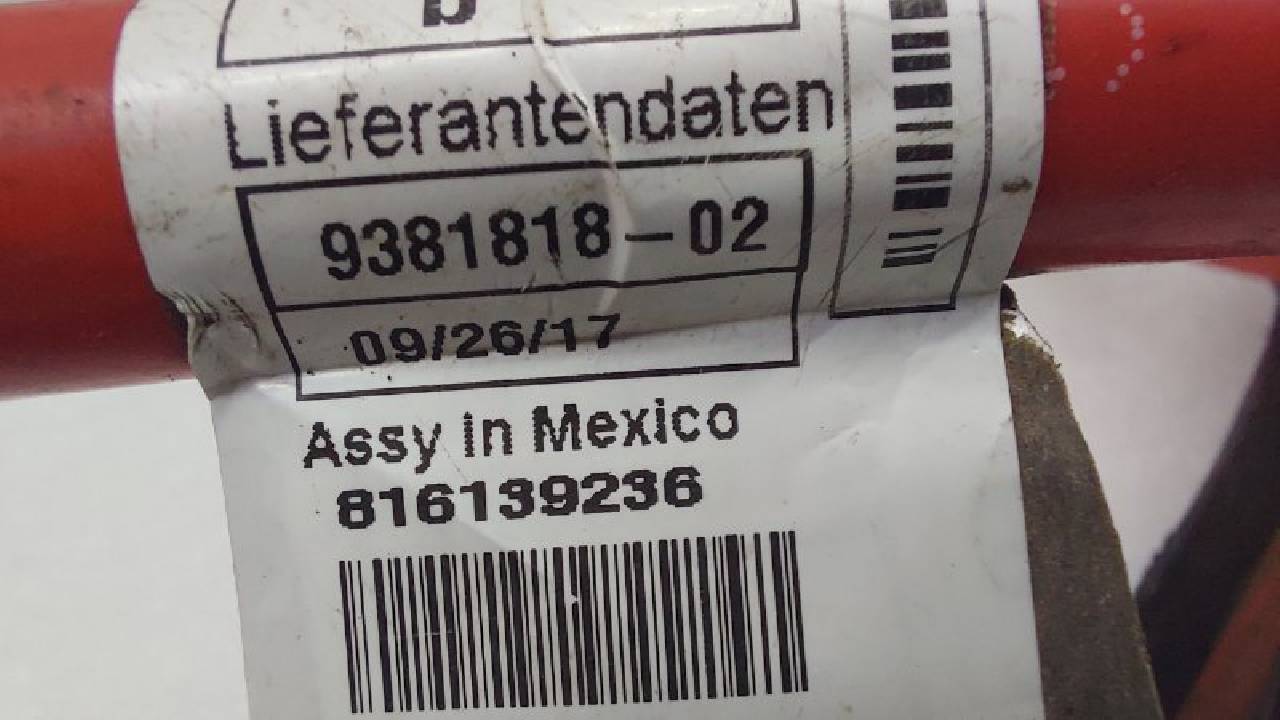 Lieferantendaten
9381818-02
09/26/17
Assy in Mexico
816139236